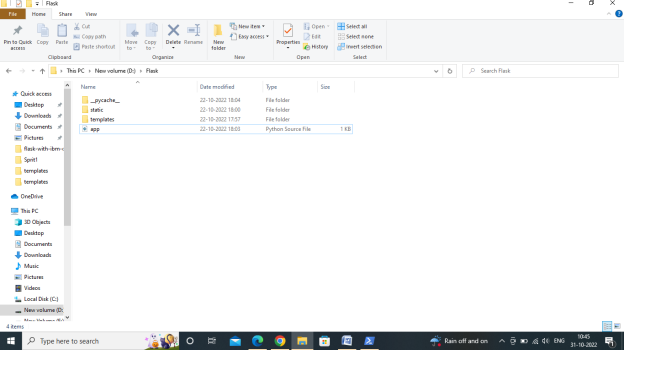 Flask
File Home Share View
Pin to Quick access
Copy
Paste
Cut
Copy path
Paste shortcut
Clipboard
Move to
Copy to
Delete
Rename
Organize
New folder
New item
Easy access
New
Properties
Open
Edit
History
Open
Select all
Select none
Invert selection
Select
This PC > New volume (D:) > Flask
Search Flask
Name Date modified Type Size
__pycache__ 22-10-2022 18:04 File folder
static 22-10-2022 18:00 File folder
templates 22-10-2022 17:57 File folder
app 22-10-2022 18:03 Python Source File 1 KB
Quick access
Desktop
Downloads
Documents
Pictures
flask-with-ibm-c
Sprit1
templates
templates
OneDrive
This PC
3D Objects
Desktop
Documents
Downloads
Music
Pictures
Videos
Local Disk (C:)
New volume (D:
4 items
Type here to search
Rain off and on
ENG
10:45
31-10-2022